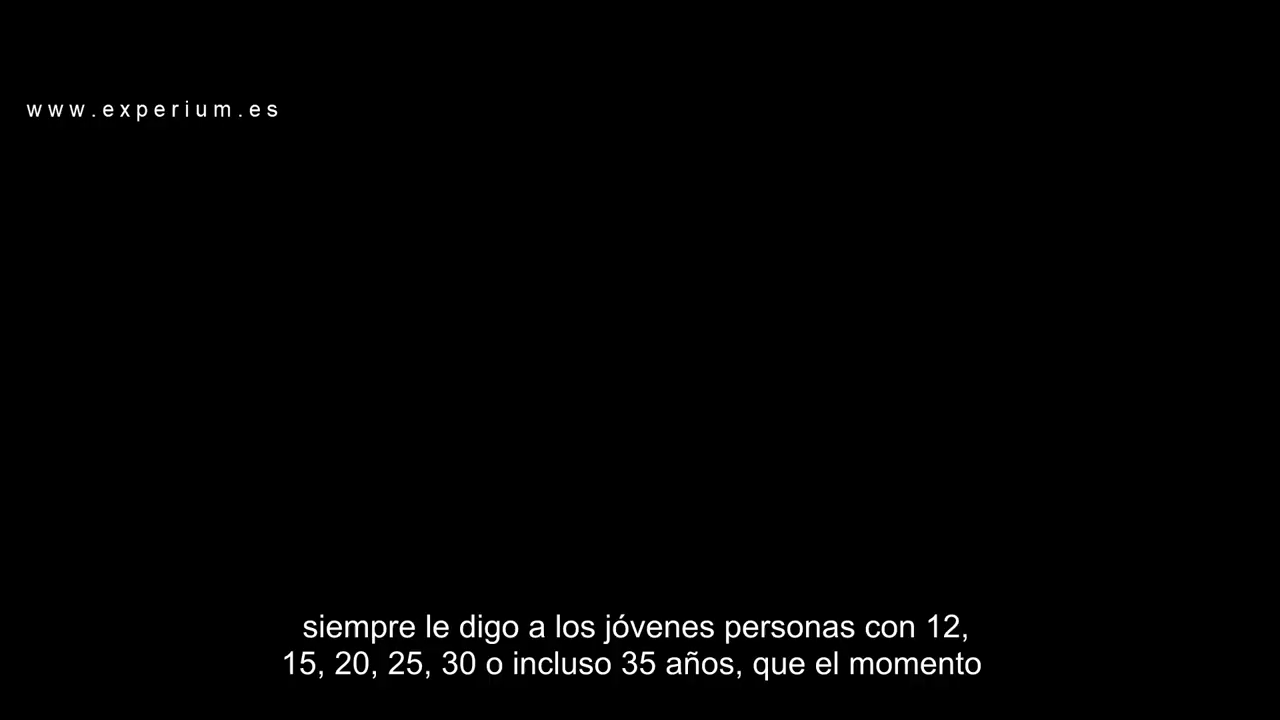 www.experium.es
siempre le digo a los jóvenes personas con 12,
15, 20, 25, 30 o incluso 35 años, que el momento